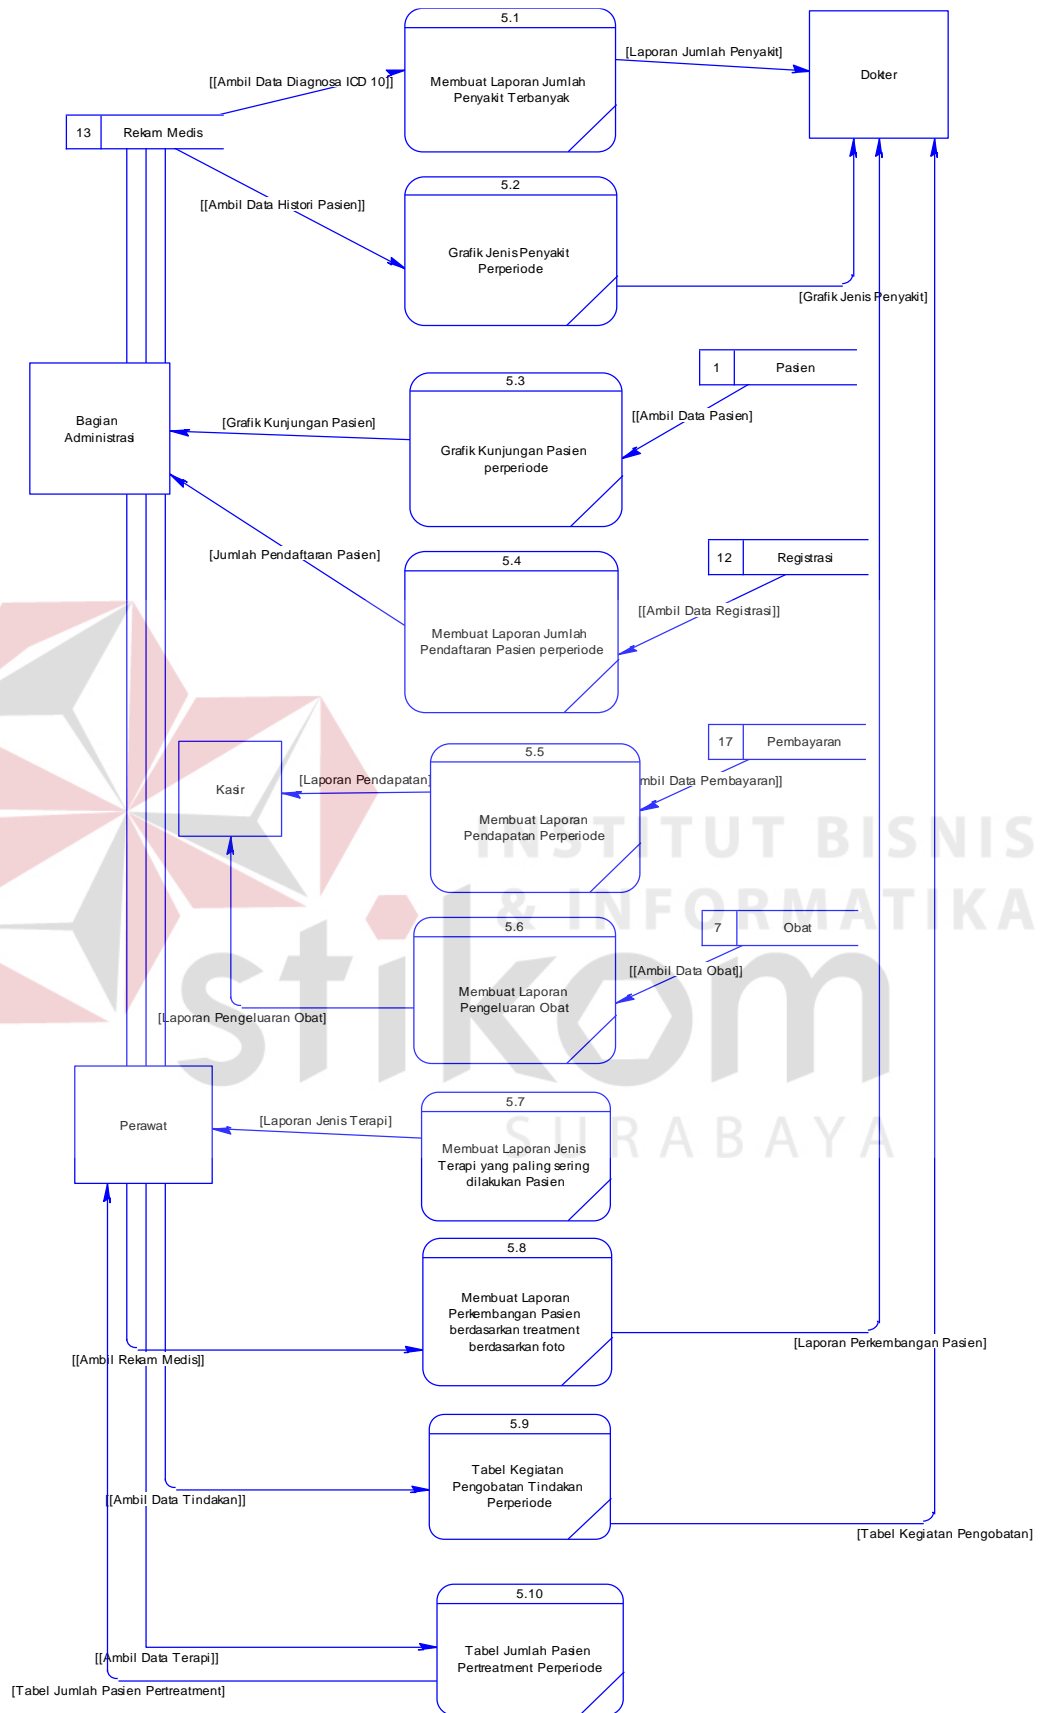 5.1
[Laporan Jumlah Penyakit]
Dokter
[[Ambil Data Diagnosa ICD 10]]
Membuat Laporan Jumlah
Penyakit Terbanyak
13 Rekam Medis
5.2
[[Ambil Data Histori Pasien]]
Grafik Jenis Penyakit
Perperiode
[Grafik Jenis Penyakit]
1 Pasien
5.3
Bagian
Administrasi
[Grafik Kunjungan Pasien]
[[Ambil Data Pasien]
Grafik Kunjungan Pasien
perperiode
12 Registrasi
[Jumlah Pendaftaran Pasien]
5.4
[[Ambil Data Registrasi]]
Membuat Laporan Jumlah
Pendaftaran Pasien perperiode
17 Pembayaran
5.5
Kasir
[Laporan Pendapatan]
mbil Data Pembayaran]]
Membuat Laporan
Pendapatan Perperiode
INSTITUT BISNIS
& INFORMATIKA
5.6
7 Obat
[[Ambil Data Obat]]
Membuat Laporan
Pengeluaran Obat
[Laporan Pengeluaran Obat]
stikom
SURABAYA
5.7
Perawat
[Laporan Jenis Terapi]
Membuat Laporan Jenis
Terapi yang paling sering
dilakukan Pasien
5.8
Membuat Laporan
Perkembangan Pasien
berdasarkan treatment
berdasarkan foto
[Laporan Perkembangan Pasien]
[[Ambil Rekam Medis]]
5.9
Tabel Kegiatan
Pengobatan Tindakan
Perperiode
[[Ambil Data Tindakan]]
[Tabel Kegiatan Pengobatan]
5.10
Tabel Jumlah Pasien
Pertreatment Perperiode
[[Ambil Data Terapi]]
[Tabel Jumlah Pasien Pertreatment]